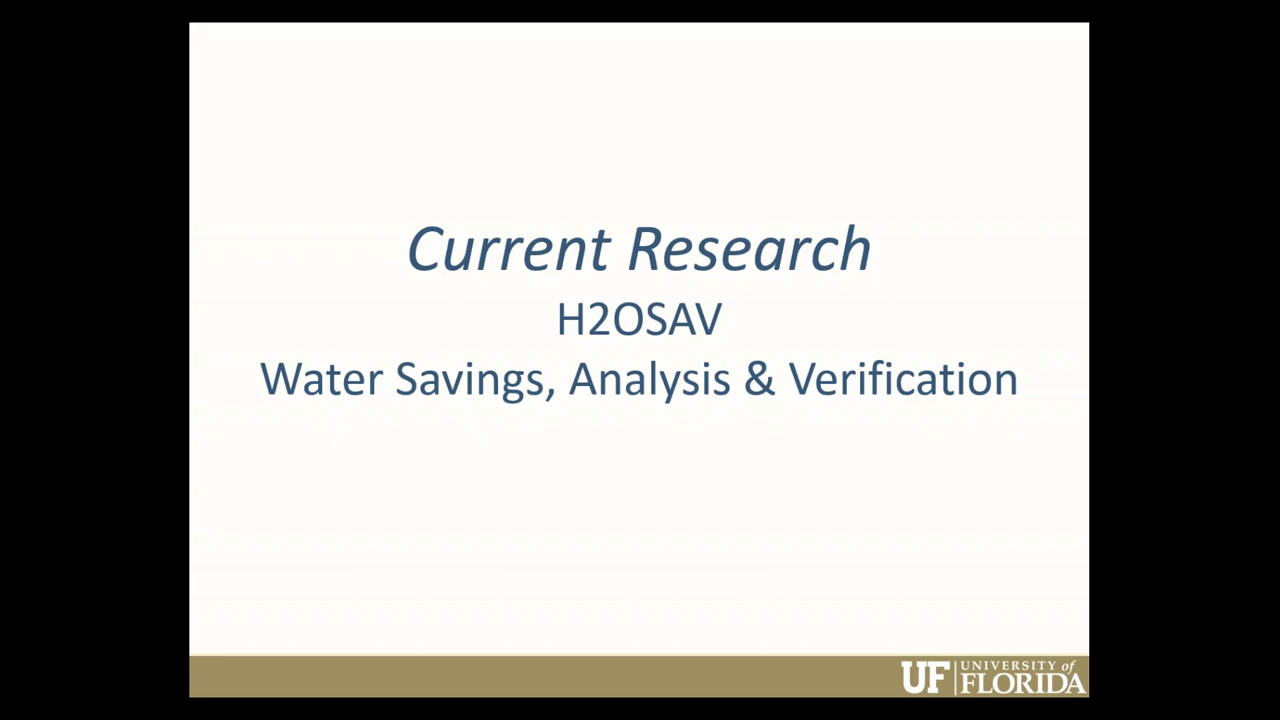 Current Research
H2OSAV
Water Savings, Analysis & Verification
UF UNIVERSITY of
FLORIDA